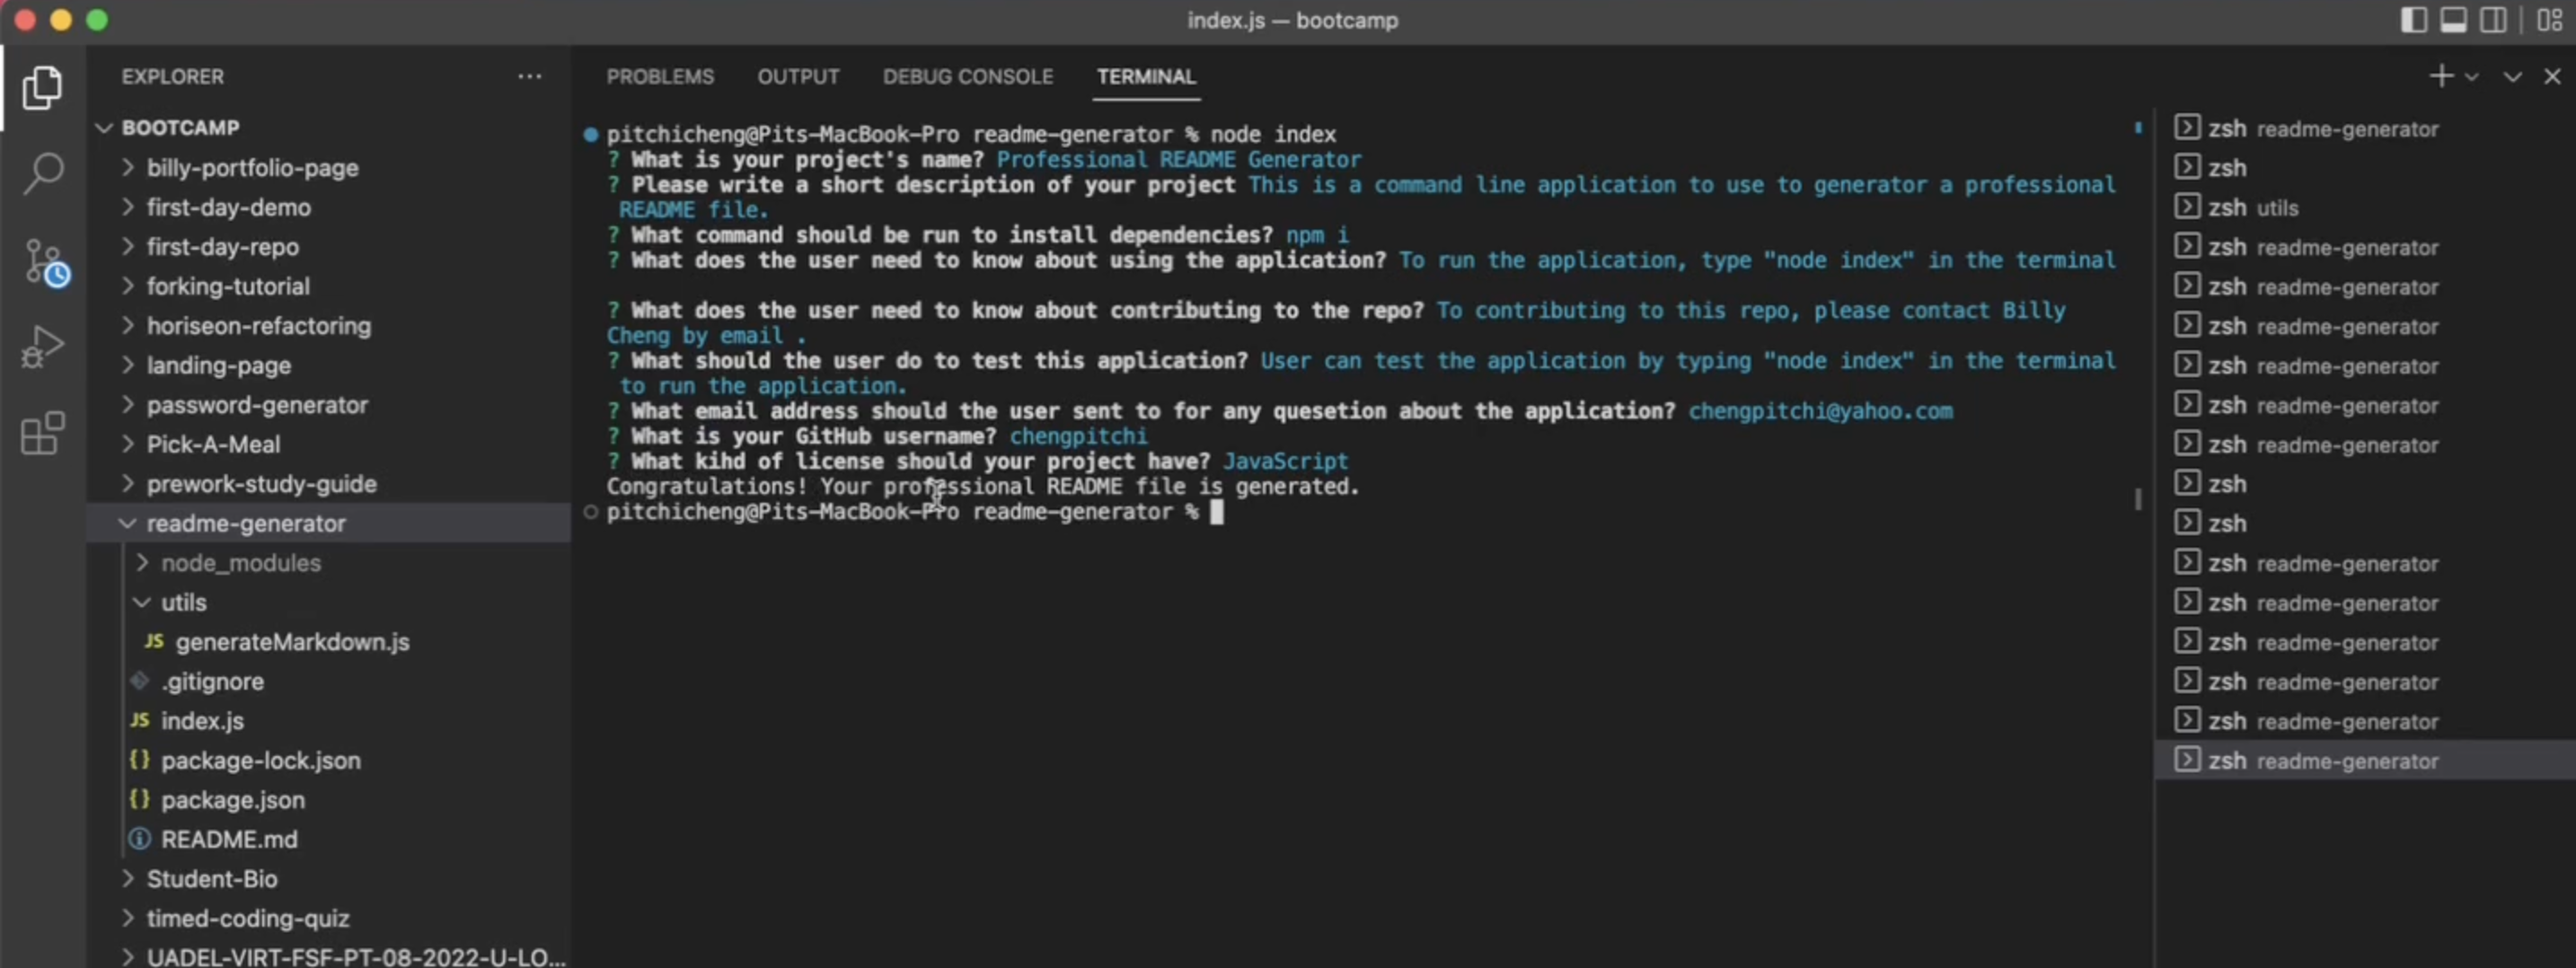 index.js — bootcamp
EXPLORER
BOOTCAMP
billy-portfolio-page
first-day-demo
first-day-repo
forking-tutorial
horiseon-refactoring
landing-page
password-generator
Pick-A-Meal
prework-study-guide
readme-generator
node_modules
utils
JS generateMarkdown.js
.gitignore
JS index.js
{} package-lock.json
{} package.json
README.md
Student-Bio
timed-coding-quiz
UADEL-VIRT-FSF-PT-08-2022-U-LO...
PROBLEMS OUTPUT DEBUG CONSOLE TERMINAL
pitchicheng@Pits-MacBook-Pro readme-generator % node index
? What is your project's name? Professional README Generator
? Please write a short description of your project This is a command line application to use to generator a professional
README file.
? What command should be run to install dependencies? npm i
? What does the user need to know about using the application? To run the application, type "node index" in the terminal
? What does the user need to know about contributing to the repo? To contributing to this repo, please contact Billy
Cheng by email .
? What should the user do to test this application? User can test the application by typing "node index" in the terminal
to run the application.
? What email address should the user sent to for any quesetion about the application? chengpitchi@yahoo.com
? What is your GitHub username? chengpitchi
? What kihd of license should your project have? JavaScript
Congratulations! Your professional README file is generated.
pitchicheng@Pits-MacBook-Pro readme-generator %
zsh readme-generator
zsh
zsh utils
zsh readme-generator
zsh readme-generator
zsh readme-generator
zsh readme-generator
zsh readme-generator
zsh readme-generator
zsh
zsh
zsh readme-generator
zsh readme-generator
zsh readme-generator
zsh readme-generator
zsh readme-generator
zsh readme-generator